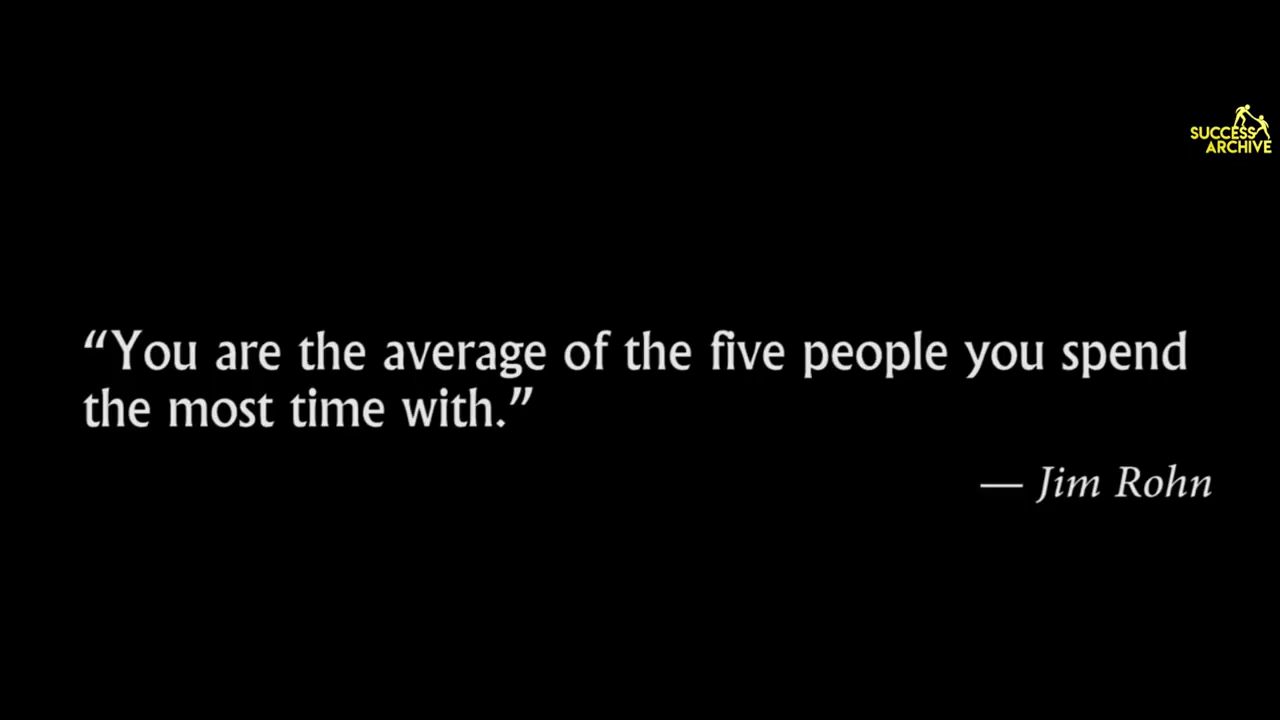 SUCCESS
ARCHIVE
“You are the average of the five people you spend
the most time with.”
— Jim Rohn